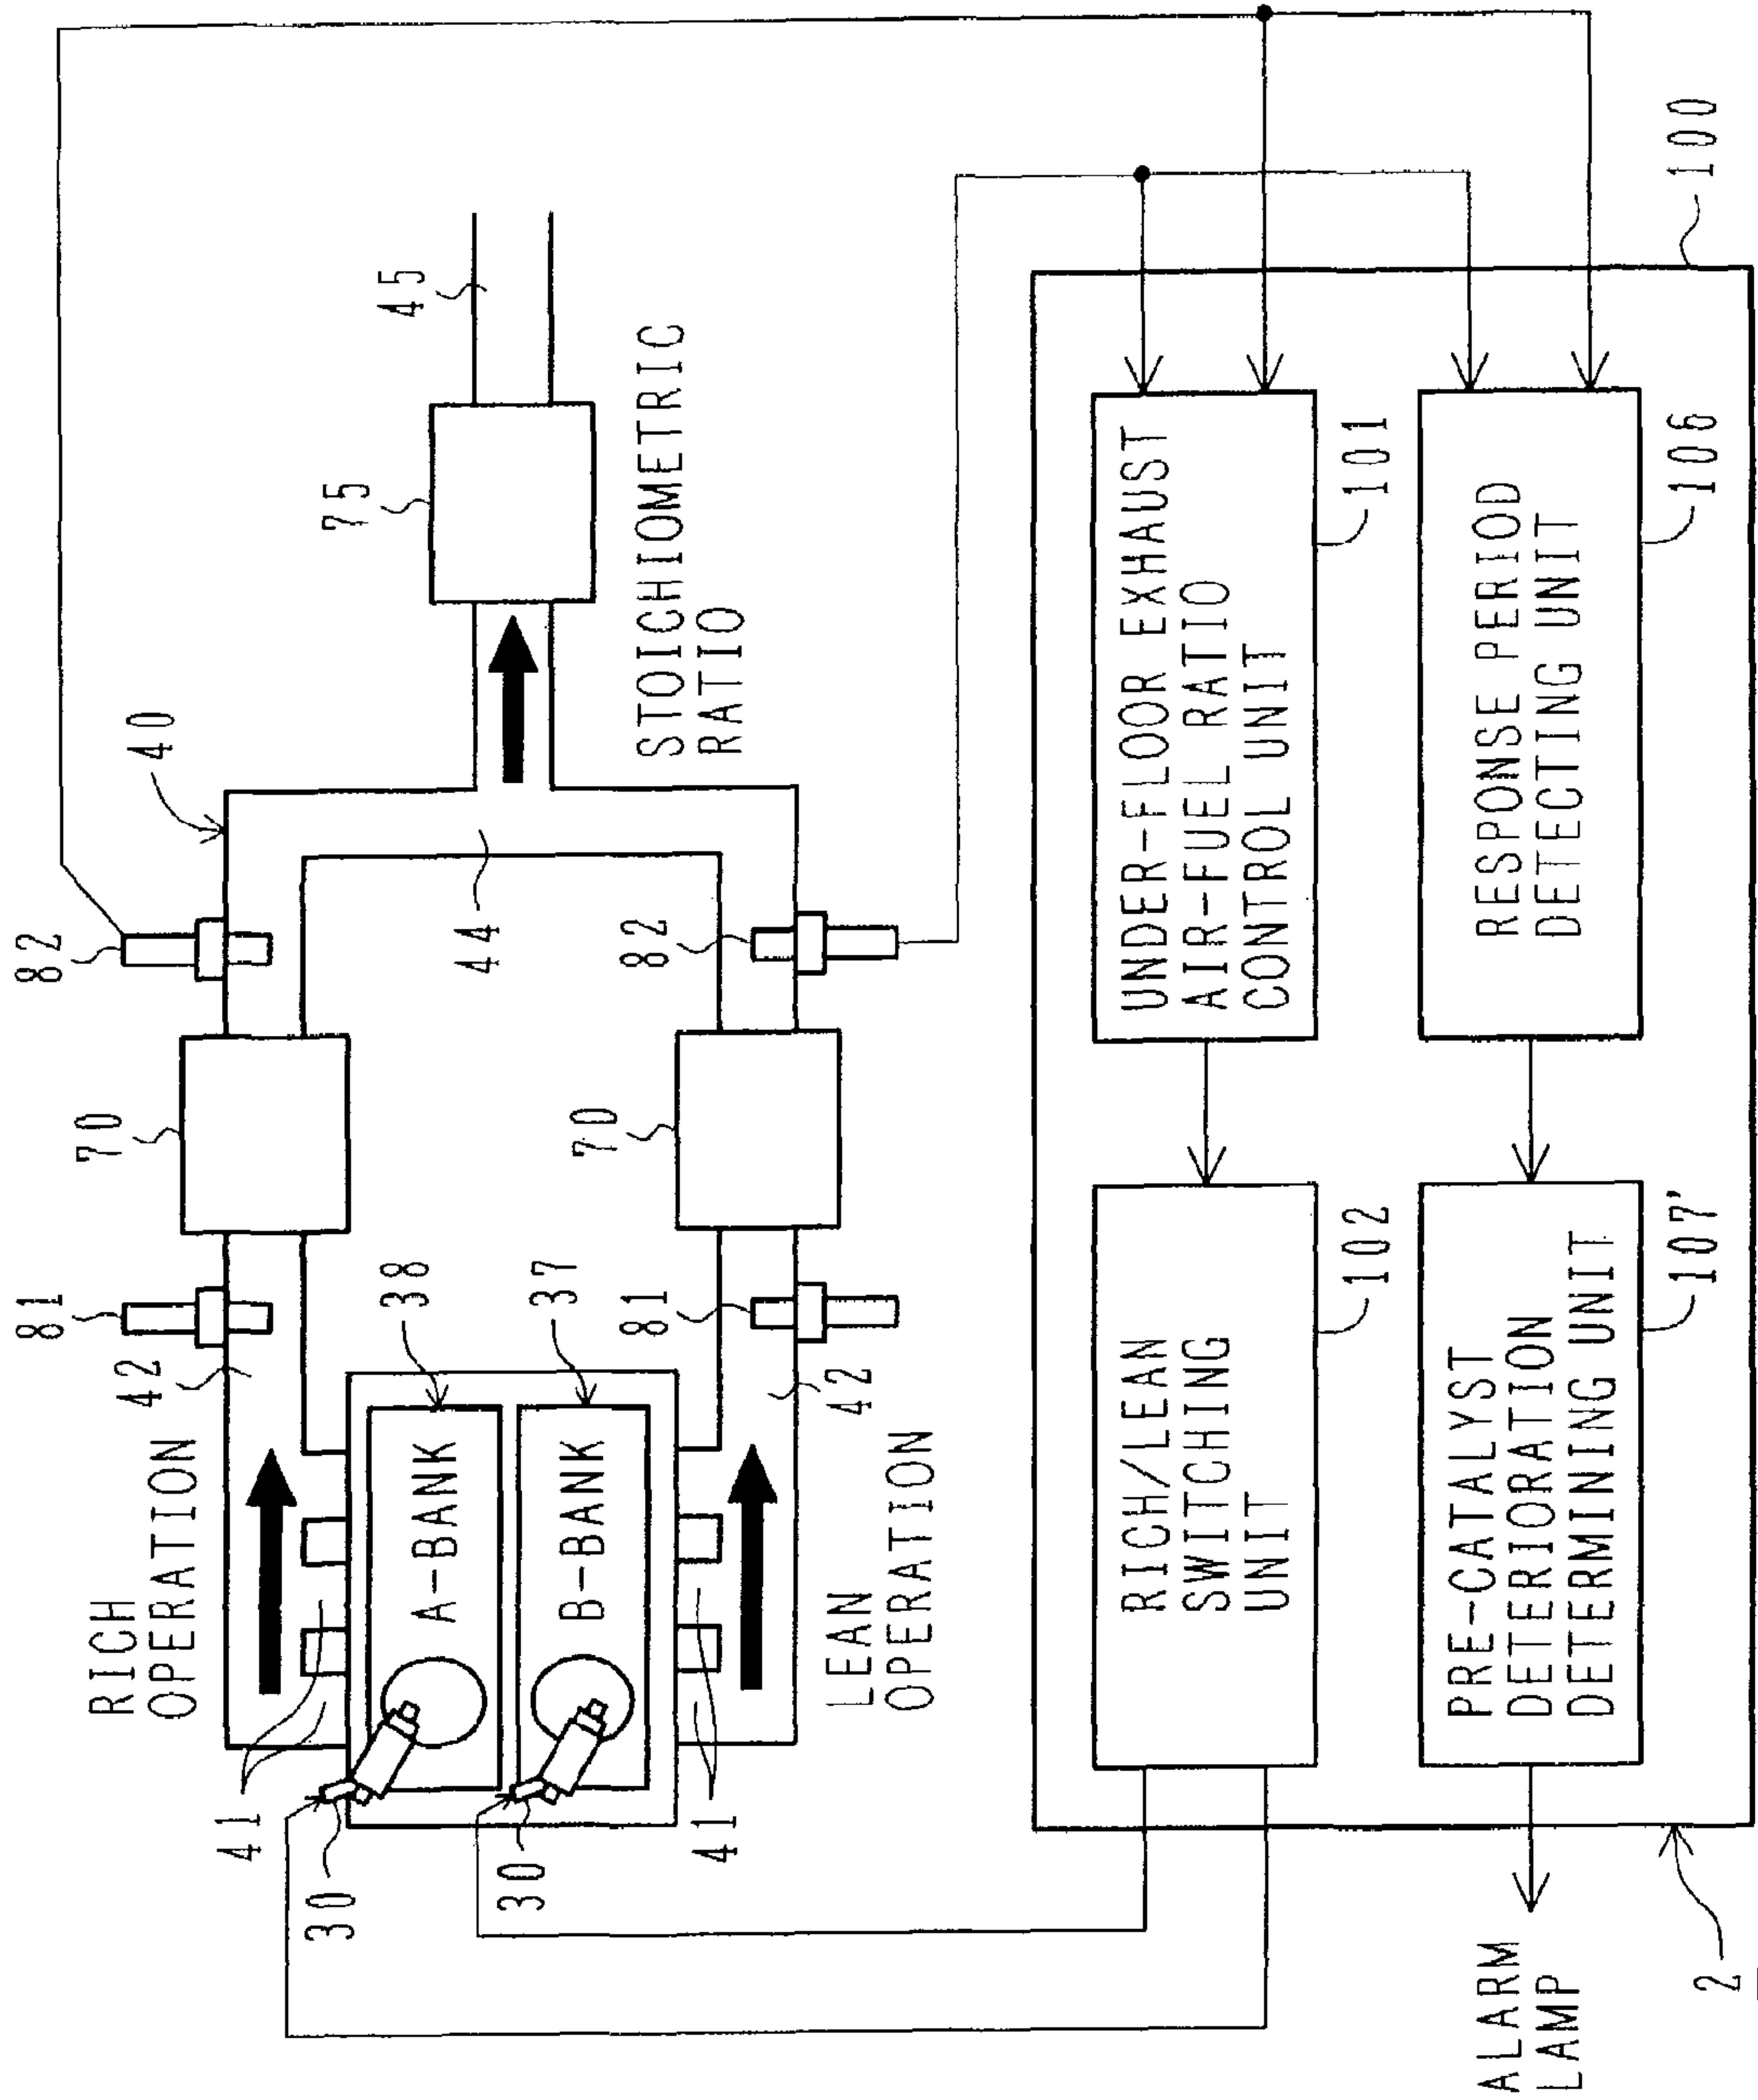 RICH
OPERATION
42
81
70
82
40
75
45
STOICHIOMETRIC
RATIO
41
30
A-BANK
38
44
30
B-BANK
37
41
81
70
82
42
LEAN
OPERATION
RICH/LEAN
SWITCHING
UNIT
102
UNDER-FLOOR EXHAUST
AIR-FUEL RATIO
CONTROL UNIT
101
100
PRE-CATALYST
DETERIORATION
DETERMINING UNIT
107'
RESPONSE PERIOD
DETECTING UNIT
106
ALARM
LAMP
2